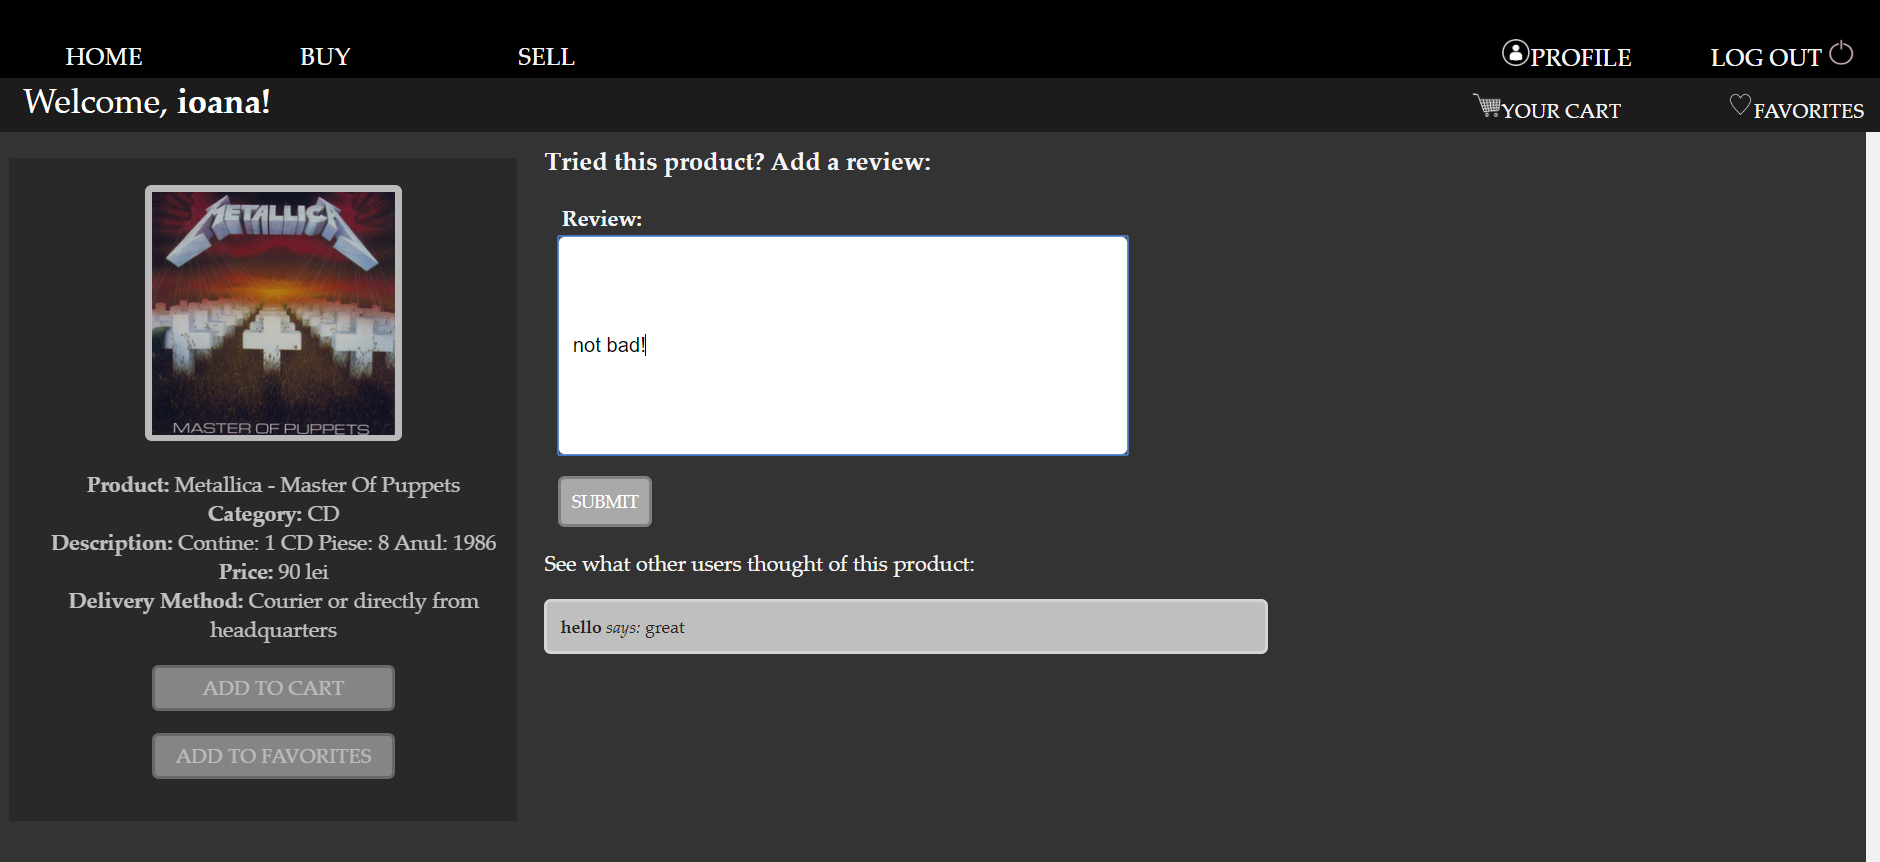 HOME BUY SELL PROFILE LOG OUT
Welcome, ioana! YOUR CART FAVORITES
METALLICA
MASTER OF PUPPETS
Product: Metallica - Master Of Puppets
Category: CD
Description: Contine: 1 CD Piese: 8 Anul: 1986
Price: 90 lei
Delivery Method: Courier or directly from
headquarters
ADD TO CART
ADD TO FAVORITES
Tried this product? Add a review:
Review:
not bad!
SUBMIT
See what other users thought of this product:
hello says: great